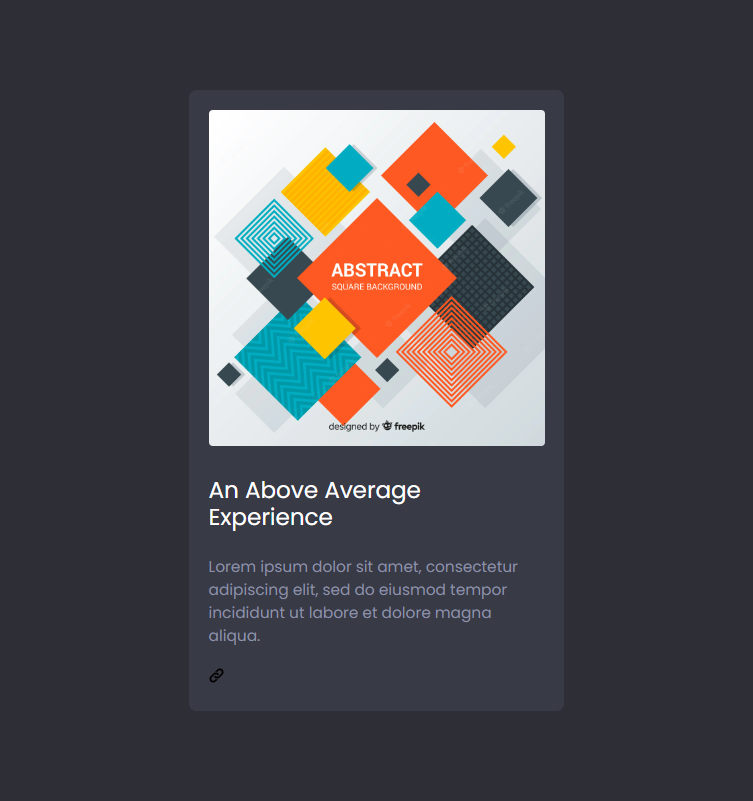 ABSTRACT
SQUARE BACKGROUND
designed by freepik
An Above Average
Experience
Lorem ipsum dolor sit amet, consectetur
adipiscing elit, sed do eiusmod tempor
incididunt ut labore et dolore magna
aliqua.